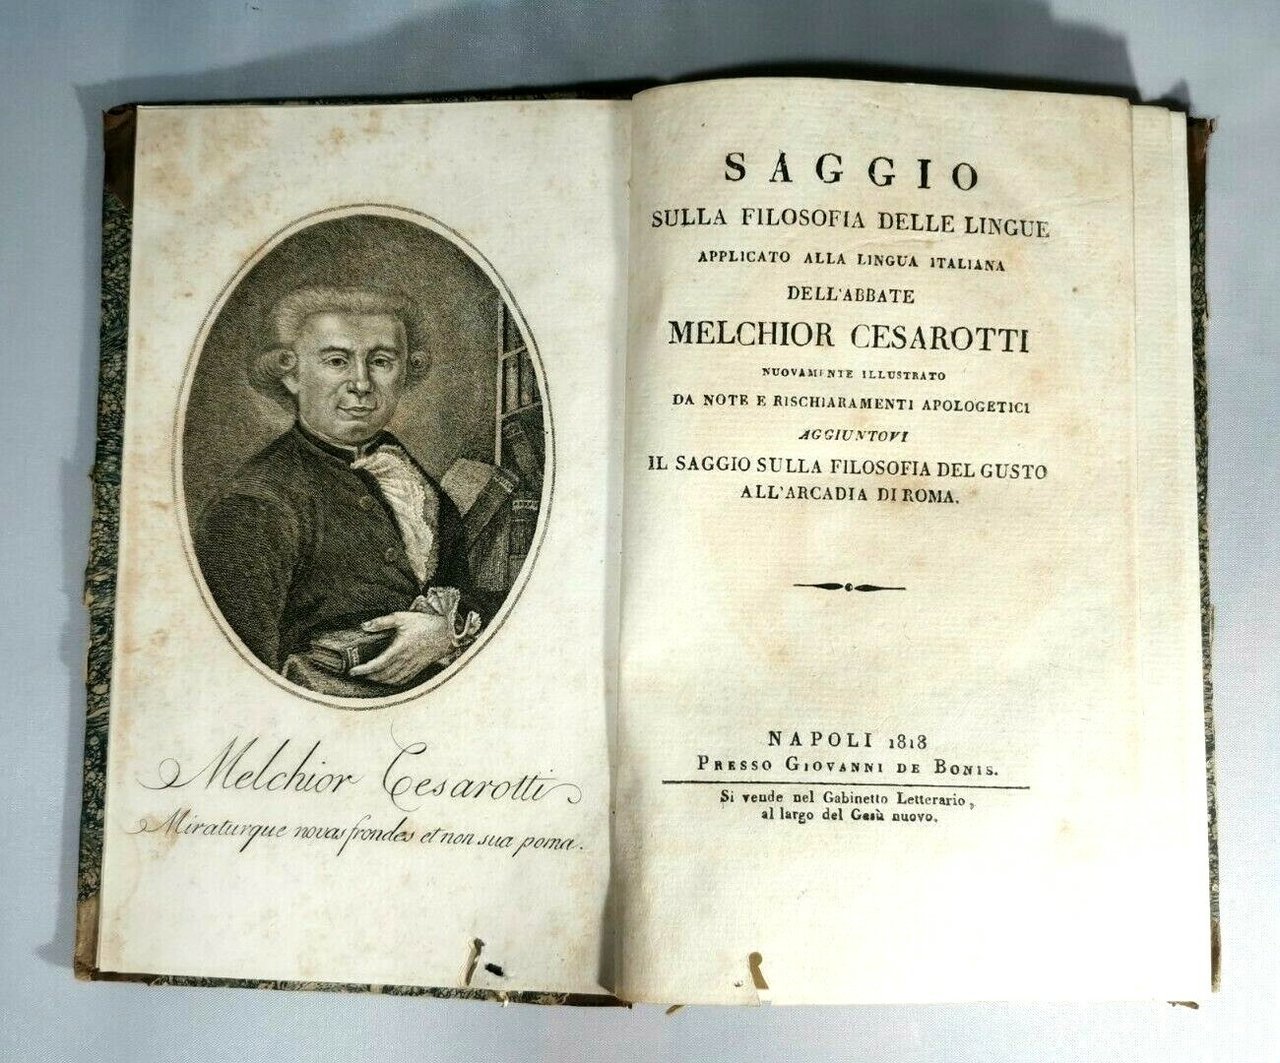 Melchior Cesarotti
Miraturque novas frondes et non sua poma.
SAGGIO
SULLA FILOSOFIA DELLE LINGUE
APPLICATO ALLA LINGUA ITALIANA
DELL'ABBATE
MELCHIOR CESAROTTI
NUOVAMENTE ILLUSTRATO
DA NOTE E RISCHIARAMENTI APOLOGETICI
AGGIUNTOVI
IL SAGGIO SULLA FILOSOFIA DEL GUSTO
ALL'ARCADIA DI ROMA.
NAPOLI 1818
PRESSO GIOVANNI DE BONIS.
Si vende nel Gabinetto Letterario,
al largo del Gesù nuovo.